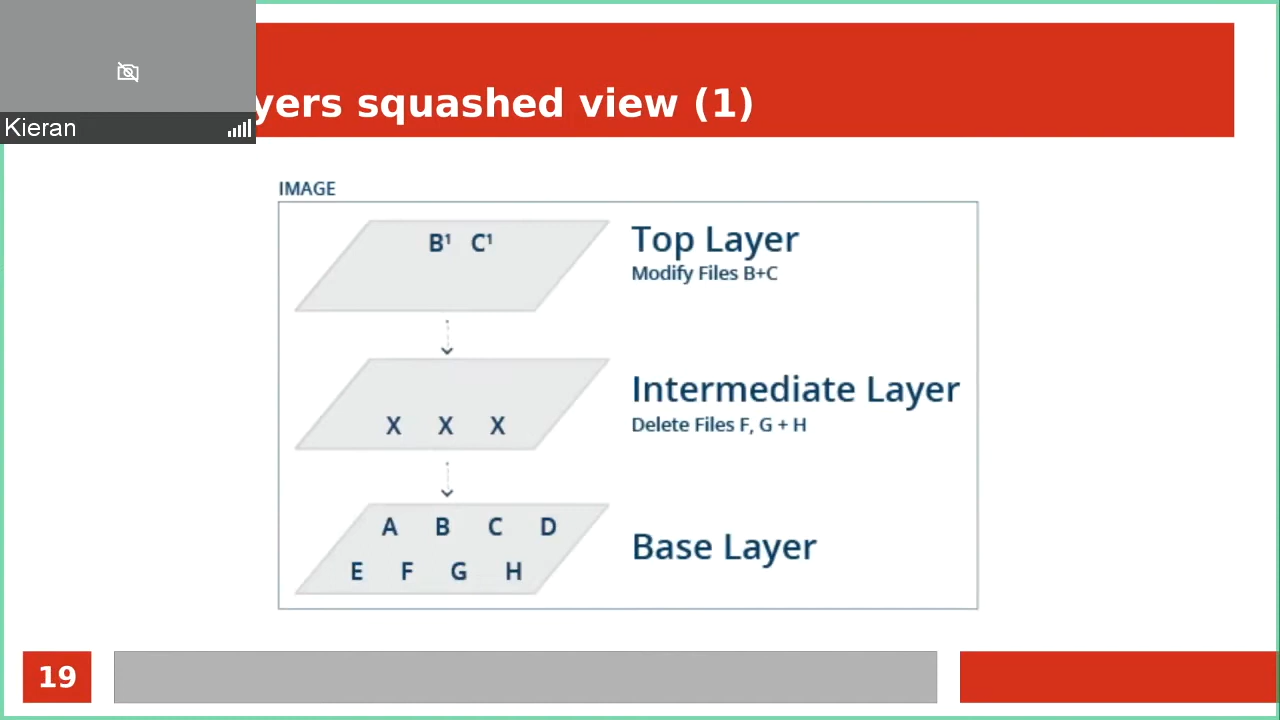 Kieran
yers squashed view (1)
IMAGE
B¹ C¹
Top Layer
Modify Files B+C
X X X
Intermediate Layer
Delete Files F, G + H
A B C D
E F G H
Base Layer
19